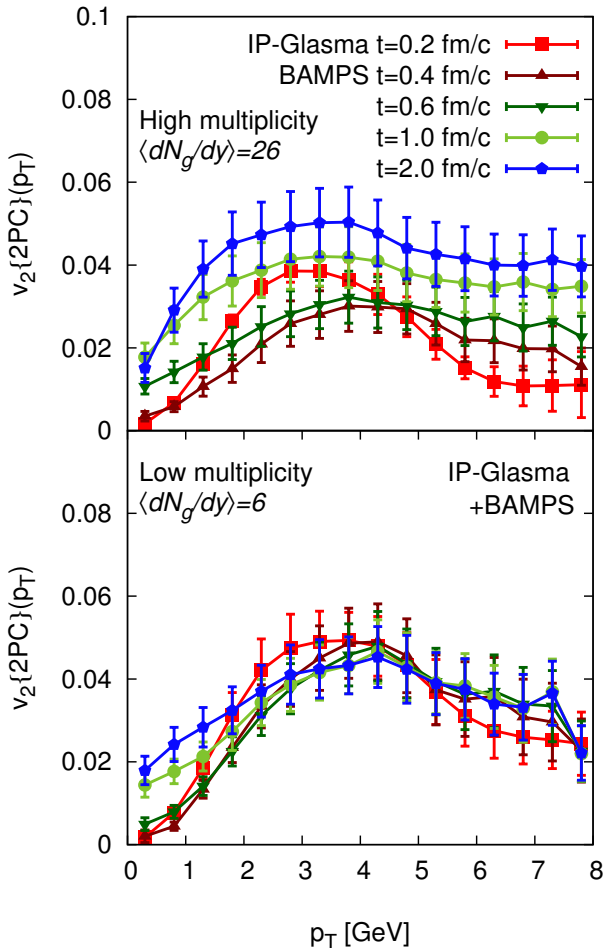 0.1
0.08
0.06
0.04
0.02
0
v₂{2PC}(p_T)
IP-Glasma t=0.2 fm/c
BAMPS t=0.4 fm/c
t=0.6 fm/c
t=1.0 fm/c
t=2.0 fm/c
High multiplicity
⟨dN_g/dy⟩=26
0.08
0.06
0.04
0.02
0
v₂{2PC}(p_T)
Low multiplicity
⟨dN_g/dy⟩=6
IP-Glasma
+BAMPS
0 1 2 3 4 5 6 7 8
p_T [GeV]